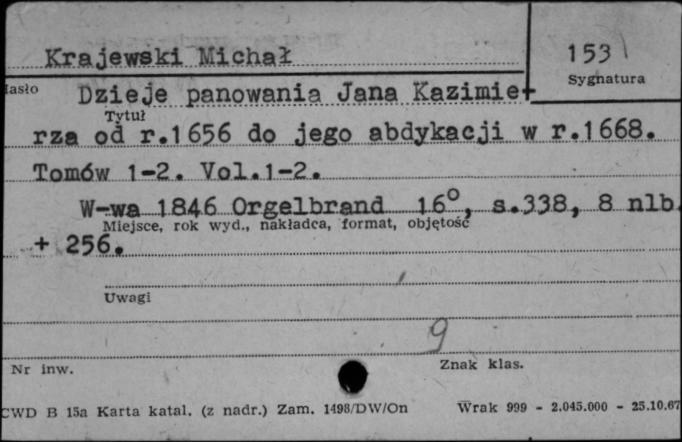 Krajewski Michał
153
Sygnatura
Hasło
Dzieje panowania Jana Kazimie-
Tytuł
rza od r.1656 do jego abdykacji w r.1668.
Tomów 1-2. Vol.1-2.
W-wa 1846 Orgelbrand 16°, s.338, 8 nlb.
Miejsce, rok wyd., nakładca, format, objętość
+ 256.
Uwagi
9
Nr inw.
Znak klas.
CWD B 15a Karta katal. (z nadr.) Zam. 1498/DW/On Wrak 999 - 2.045.000 - 25.10.67